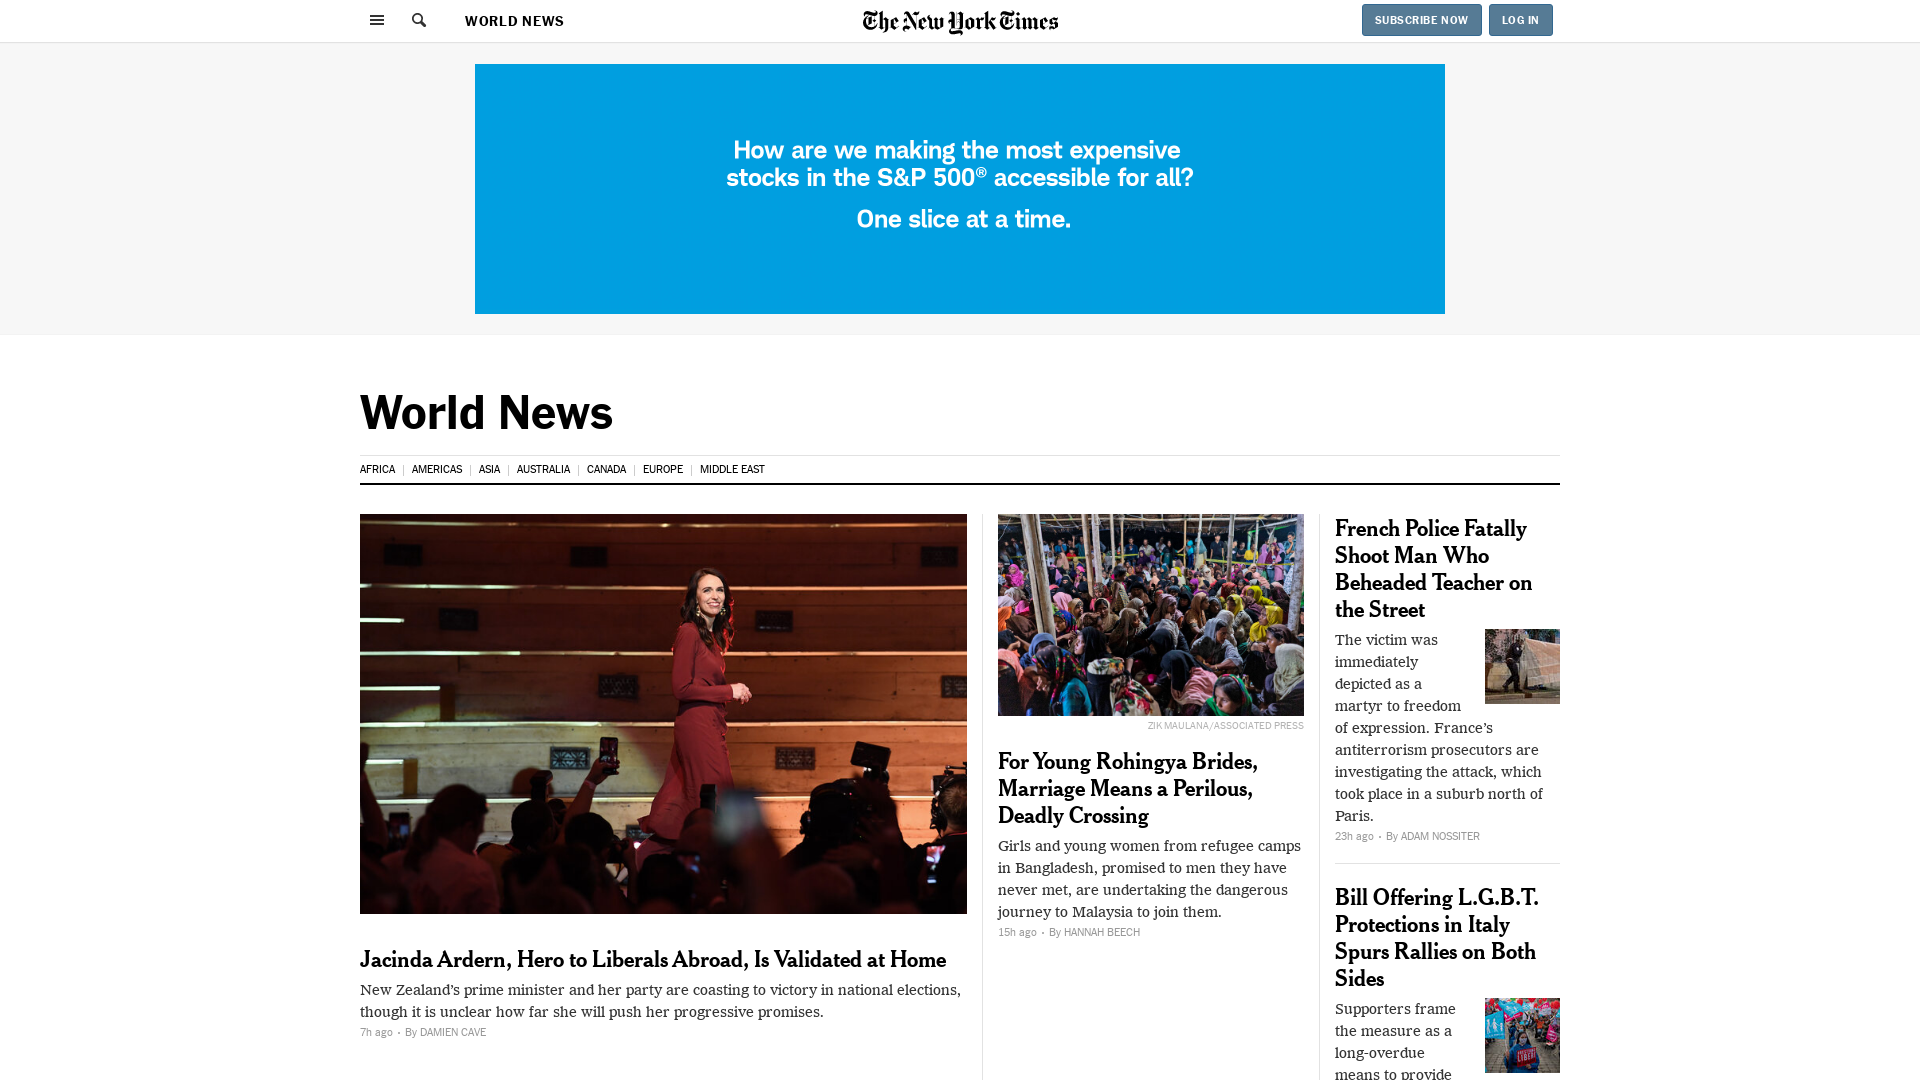 WORLD NEWS
The New York Times
SUBSCRIBE NOW
LOG IN
How are we making the most expensive
stocks in the S&P 500® accessible for all?
One slice at a time.
World News
AFRICA
AMERICAS
ASIA
AUSTRALIA
CANADA
EUROPE
MIDDLE EAST
Jacinda Ardern, Hero to Liberals Abroad, Is Validated at Home
New Zealand’s prime minister and her party are coasting to victory in national elections,
though it is unclear how far she will push her progressive promises.
7h ago • By DAMIEN CAVE
ZIK MAULANA/ASSOCIATED PRESS
For Young Rohingya Brides,
Marriage Means a Perilous,
Deadly Crossing
Girls and young women from refugee camps
in Bangladesh, promised to men they have
never met, are undertaking the dangerous
journey to Malaysia to join them.
15h ago • By HANNAH BEECH
French Police Fatally
Shoot Man Who
Beheaded Teacher on
the Street
The victim was
immediately
depicted as a
martyr to freedom
of expression. France’s
antiterrorism prosecutors are
investigating the attack, which
took place in a suburb north of
Paris.
23h ago • By ADAM NOSSITER
Bill Offering L.G.B.T.
Protections in Italy
Spurs Rallies on Both
Sides
Supporters frame
the measure as a
long-overdue
means to provide